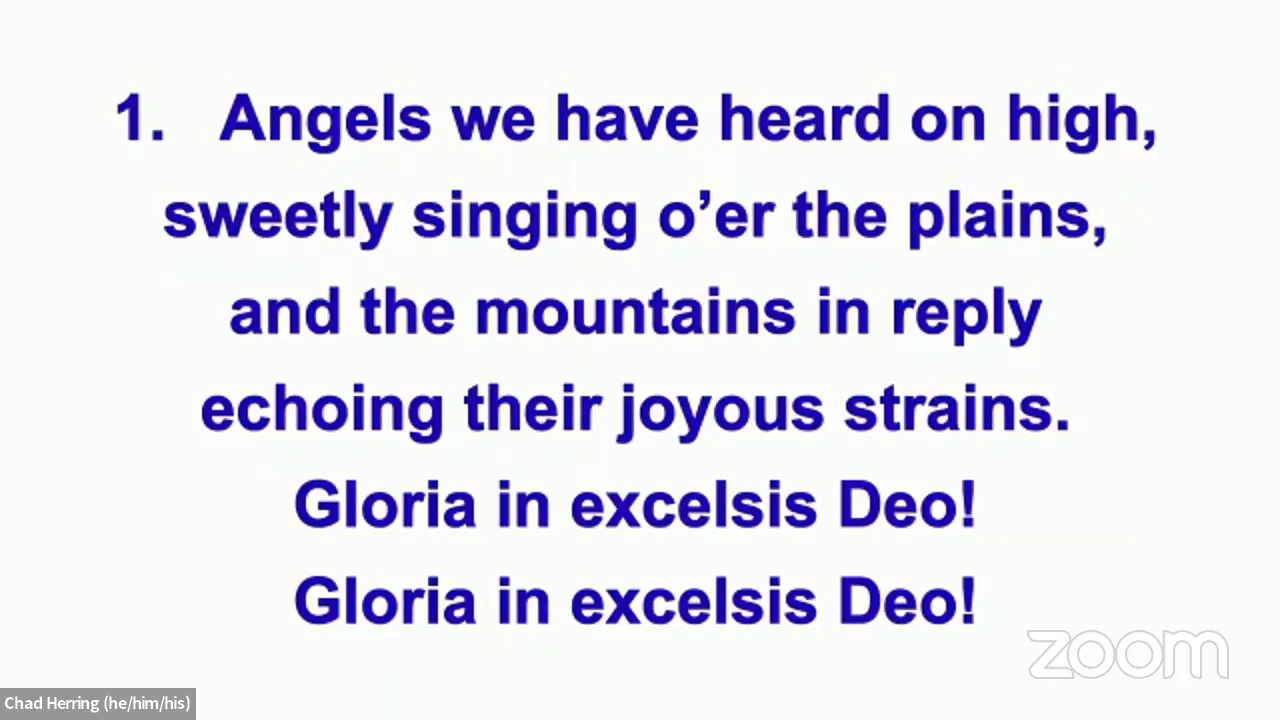 1. Angels we have heard on high,
sweetly singing o’er the plains,
and the mountains in reply
echoing their joyous strains.
Gloria in excelsis Deo!
Gloria in excelsis Deo!
zoom
Chad Herring (he/him/his)